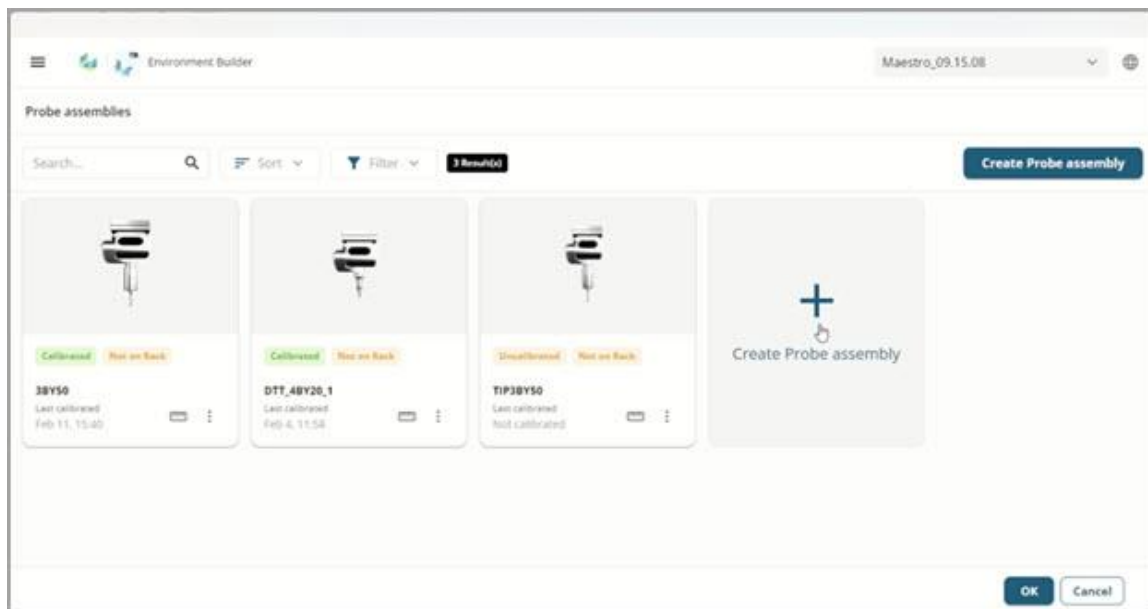 Environment Builder
Maestro_09.15.08
Probe assemblies
Search...
Sort
Filter
3 Result(s)
Create Probe assembly
Calibrated
Not on Rack
3BY50
Last calibrated
Feb 11, 15:40
Calibrated
Not on Rack
DTT_4BY20_1
Last calibrated
Feb 4, 11:58
Uncalibrated
Not on Rack
TIP3BY50
Last calibrated
Not calibrated
Create Probe assembly
OK
Cancel